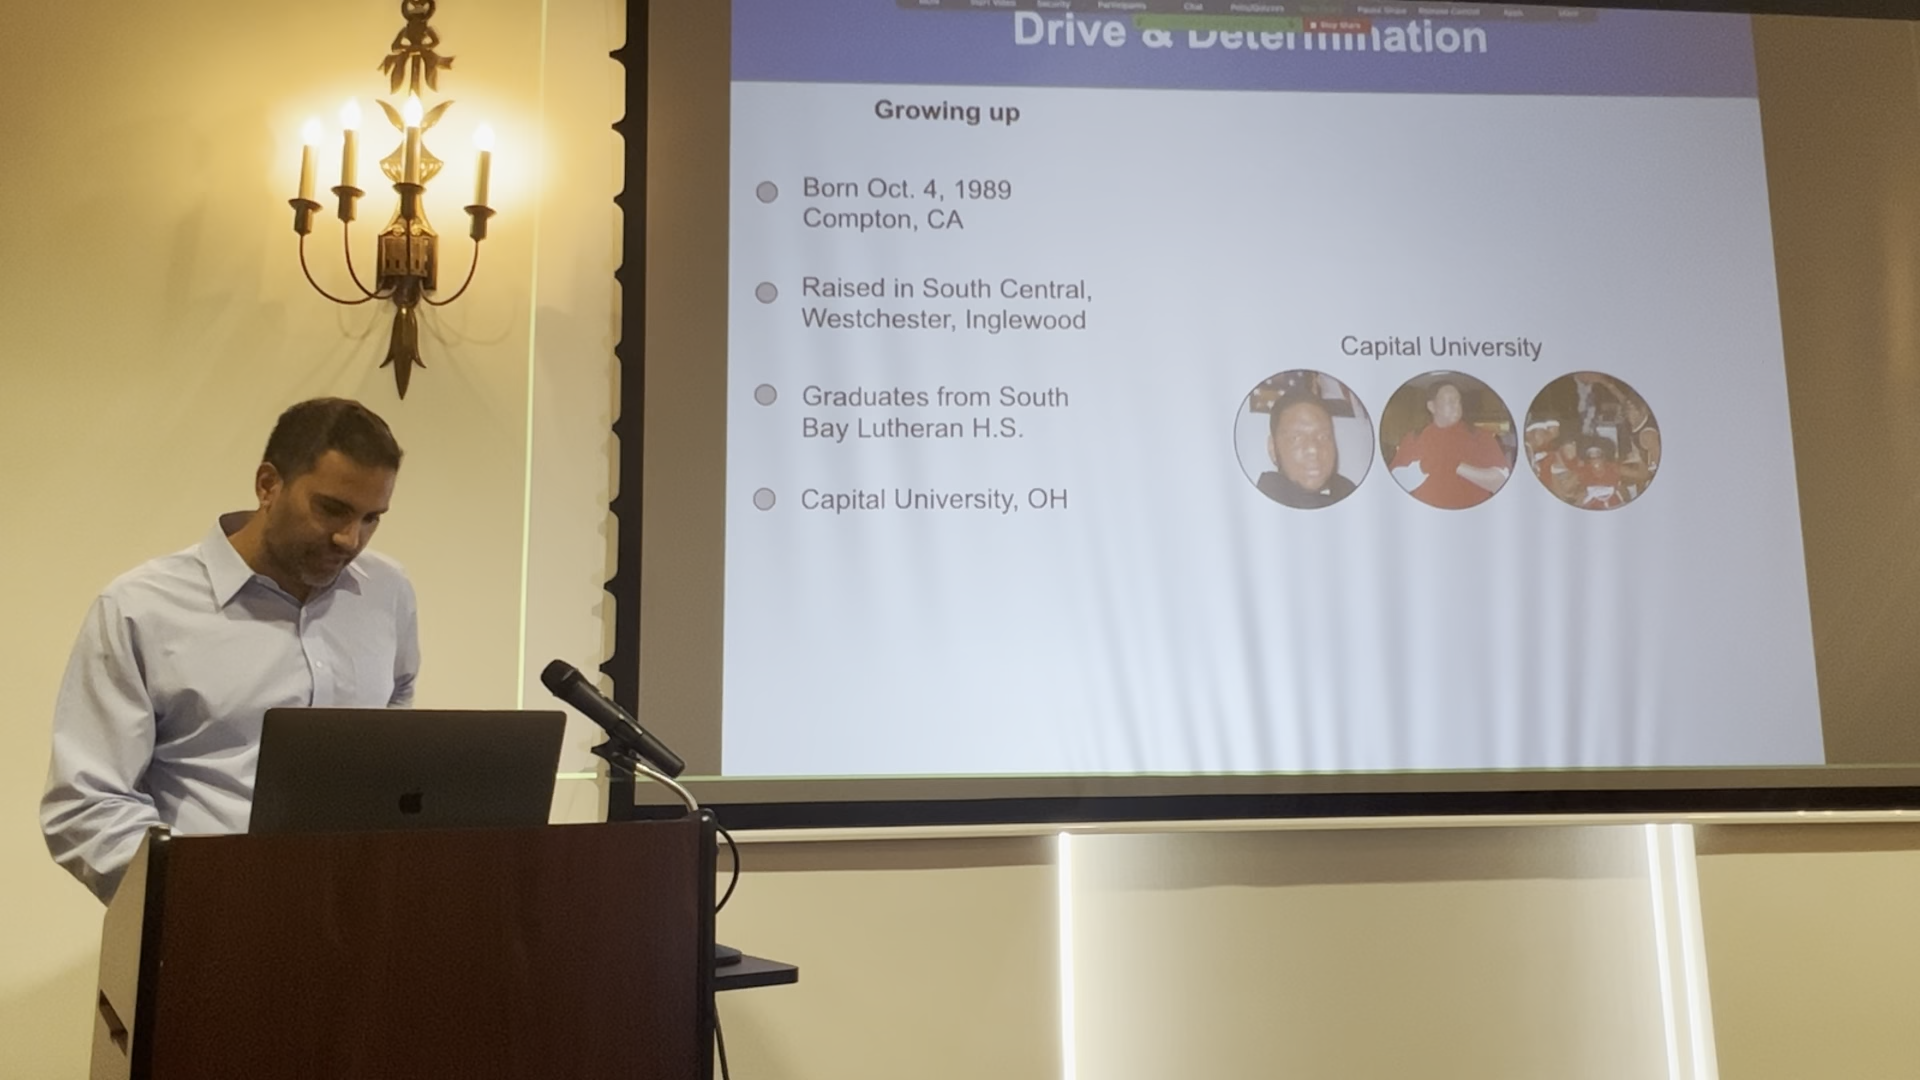 Drive & Determination
Growing up
Born Oct. 4, 1989
Compton, CA
Raised in South Central,
Westchester, Inglewood
Graduates from South
Bay Lutheran H.S.
Capital University, OH
Capital University